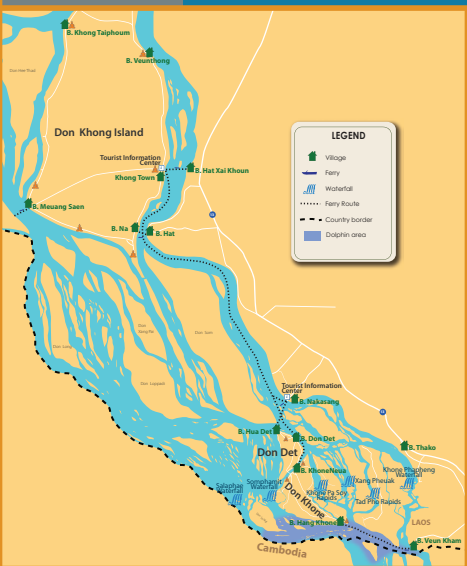 B. Khong Taiphoum
B. Veunthong
Don Khong Island
Tourist Information
Center
Khong Town
B. Hat Xai Khoun
B. Meuang Saen
B. Na
B. Hat
LEGEND
Village
Ferry
Waterfall
Ferry Route
Country border
Dolphin area
Tourist Information
Center
B. Nakasang
B. Hua Det
B. Don Det
Don Det
B. Thako
B. KhoneNeua
Khone Phapheng
Waterfall
Salaphae
Waterfall
Somphamit
Waterfall
Don Khone
Khone Pa Soy
Rapids
Xang Pheuak
Tad Pho Rapids
B. Hang Khone
LAOS
B. Veun Kham
Cambodia